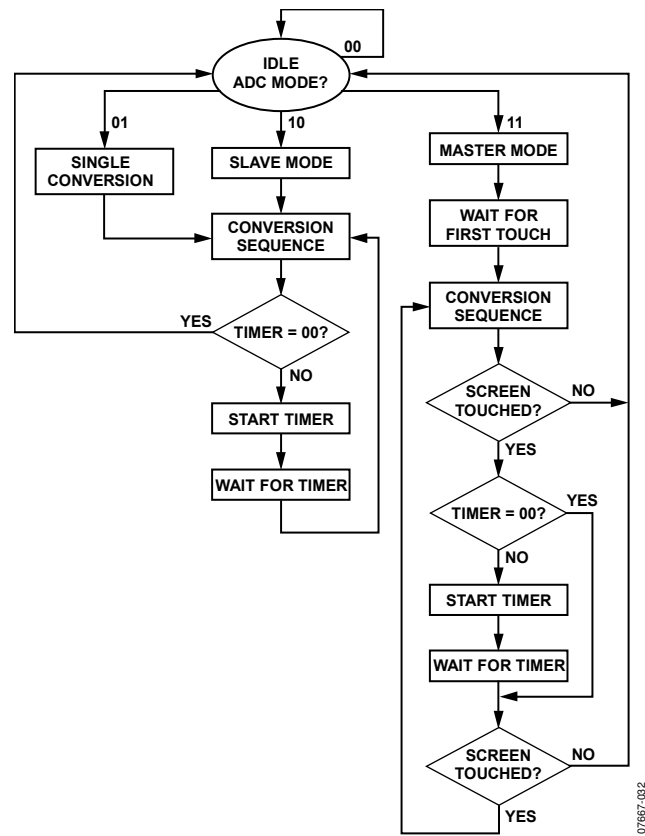 00
IDLE
ADC MODE?
01
10
11
SINGLE
CONVERSION
SLAVE MODE
MASTER MODE
CONVERSION
SEQUENCE
WAIT FOR
FIRST TOUCH
CONVERSION
SEQUENCE
YES
TIMER = 00?
NO
START TIMER
WAIT FOR TIMER
SCREEN
TOUCHED?
NO
YES
TIMER = 00?
YES
NO
START TIMER
WAIT FOR TIMER
SCREEN
TOUCHED?
NO
YES
07667-032